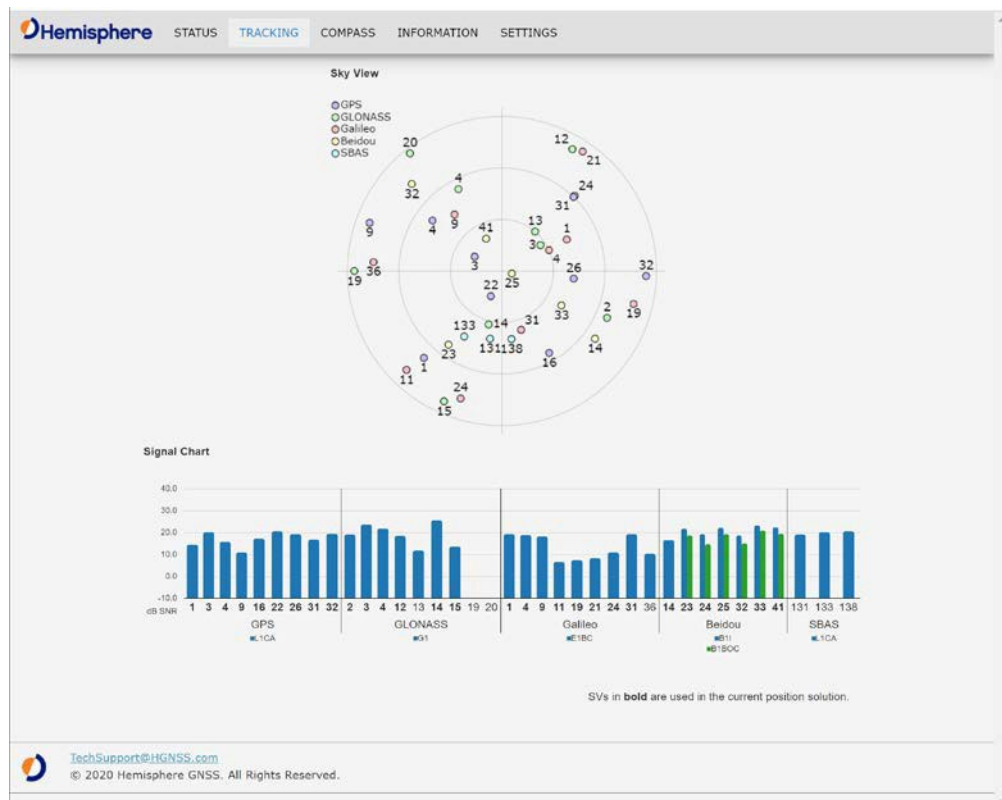 Hemisphere STATUS TRACKING COMPASS INFORMATION SETTINGS
Sky View
GPS
GLONASS
Galileo
Beidou
SBAS
20
12
21
32
4
24
31
9
4
9
41
13
1
3
4
3
19
36
25
26
32
22
33
2
19
133
14
31
23
131
138
16
14
1
11
24
15
Signal Chart
40.0
30.0
20.0
10.0
0.0
-10.0
dB SNR 1 3 4 9 16 22 26 31 32 2 3 4 12 13 14 15 19 20 1 4 9 11 19 21 24 31 36 14 23 24 25 32 33 41 131 133 138
GPS GLONASS Galileo Beidou SBAS
L1CA G1 E1BC B1I L1CA
B1BOC
SVs in bold are used in the current position solution.
TechSupport@HGNSS.com
© 2020 Hemisphere GNSS. All Rights Reserved.